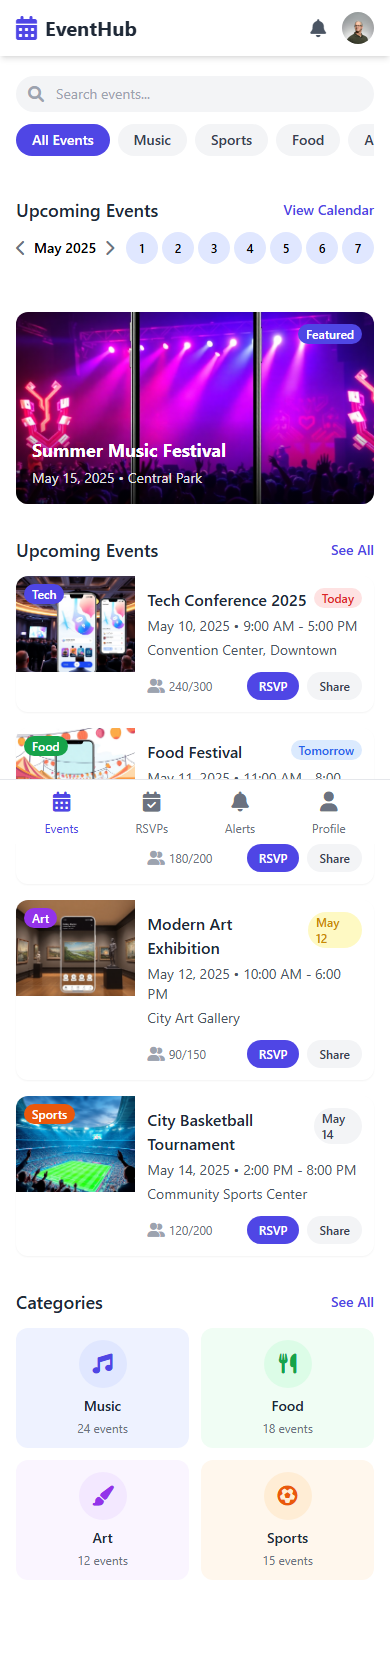 EventHub
Search events...
All Events
Music
Sports
Food
A
Upcoming Events
View Calendar
May 2025
1
2
3
4
5
6
7
Featured
Summer Music Festival
May 15, 2025 • Central Park
Upcoming Events
See All
Tech
Tech Conference 2025
Today
May 10, 2025 • 9:00 AM - 5:00 PM
Convention Center, Downtown
240/300
RSVP
Share
Food
Food Festival
Tomorrow
May 11, 2025 • 11:00 AM - 8:00
Events
RSVPs
Alerts
Profile
180/200
RSVP
Share
Art
Modern Art
Exhibition
May
12
May 12, 2025 • 10:00 AM - 6:00
PM
City Art Gallery
90/150
RSVP
Share
Sports
City Basketball
Tournament
May
14
May 14, 2025 • 2:00 PM - 8:00 PM
Community Sports Center
120/200
RSVP
Share
Categories
See All
Music
24 events
Food
18 events
Art
12 events
Sports
15 events